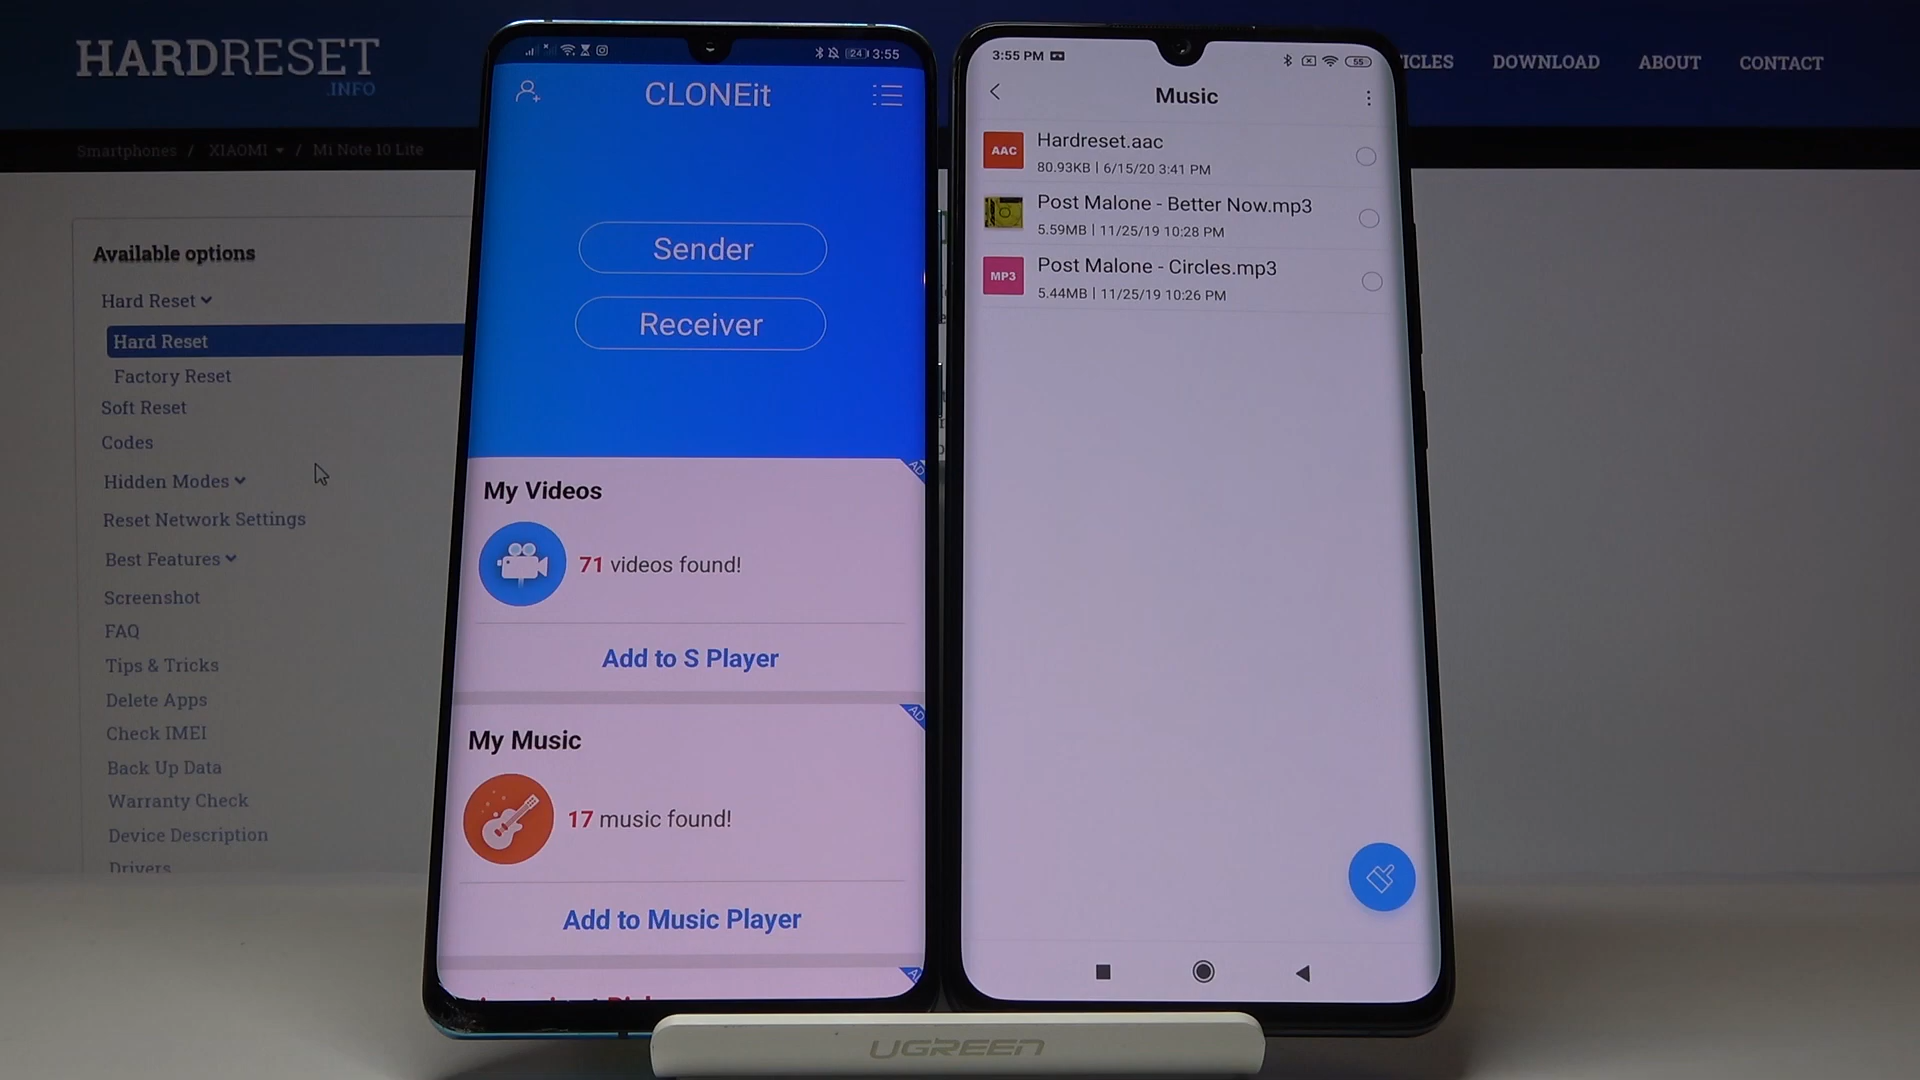 HARDRESET
.INFO
ICLES DOWNLOAD ABOUT CONTACT
Smartphones / XIAOMI / Mi Note 10 Lite
Available options
Hard Reset
Hard Reset
Factory Reset
Soft Reset
Codes
Hidden Modes
Reset Network Settings
Best Features
Screenshot
FAQ
Tips & Tricks
Delete Apps
Check IMEI
Back Up Data
Warranty Check
Device Description
Drivers
24 3:55
CLONEit
Sender
Receiver
AD
My Videos
71 videos found!
Add to S Player
AD
My Music
17 music found!
Add to Music Player
3:55 PM
55
Music
AAC
Hardreset.aac
80.93KB | 6/15/20 3:41 PM
Post Malone - Better Now.mp3
5.59MB | 11/25/19 10:28 PM
MP3
Post Malone - Circles.mp3
5.44MB | 11/25/19 10:26 PM
UGREEN